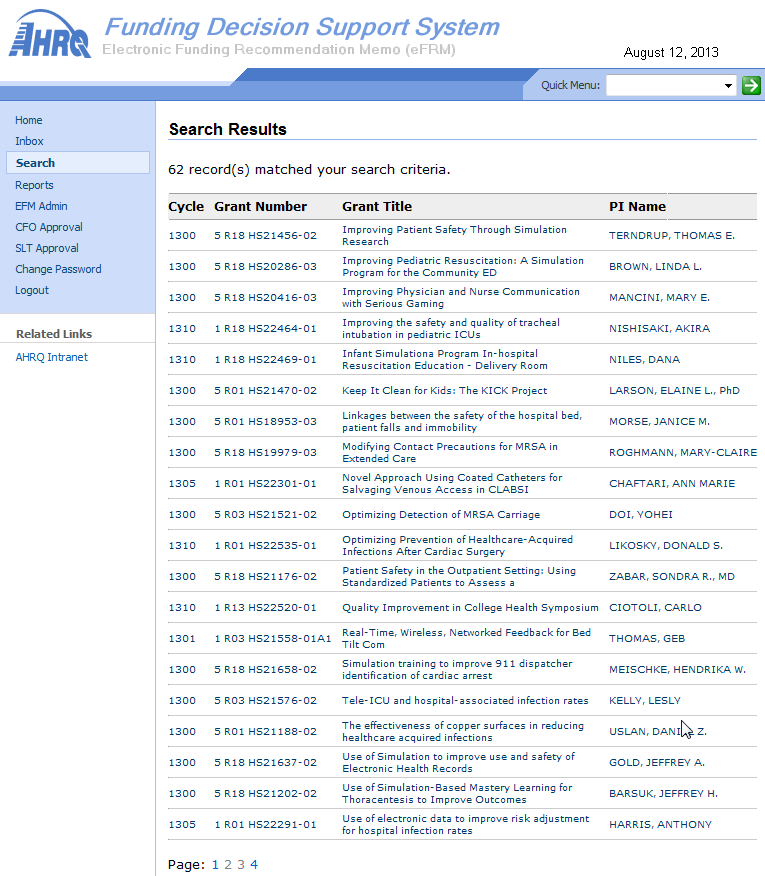 AHRQ
Funding Decision Support System
Electronic Funding Recommendation Memo (eFRM)
August 12, 2013
Quick Menu:
Home
Inbox
Search
Reports
EFM Admin
CFO Approval
SLT Approval
Change Password
Logout
Related Links
AHRQ Intranet
Search Results
62 record(s) matched your search criteria.
Cycle Grant Number Grant Title PI Name
1300 5 R18 HS21456-02 Improving Patient Safety Through Simulation
Research TERNDRUP, THOMAS E.
1300 5 R18 HS20286-03 Improving Pediatric Resuscitation: A Simulation
Program for the Community ED BROWN, LINDA L.
1300 5 R18 HS20416-03 Improving Physician and Nurse Communication
with Serious Gaming MANCINI, MARY E.
1310 1 R18 HS22464-01 Improving the safety and quality of tracheal
intubation in pediatric ICUs NISHISAKI, AKIRA
1310 1 R18 HS22469-01 Infant Simulationa Program In-hospital
Resuscitation Education - Delivery Room NILES, DANA
1300 5 R01 HS21470-02 Keep It Clean for Kids: The KICK Project LARSON, ELAINE L., PhD
1300 5 R01 HS18953-03 Linkages between the safety of the hospital bed,
patient falls and immobility MORSE, JANICE M.
1300 5 R18 HS19979-03 Modifying Contact Precautions for MRSA in
Extended Care ROGHMANN, MARY-CLAIRE
1305 1 R01 HS22301-01 Novel Approach Using Coated Catheters for
Salvaging Venous Access in CLABSI CHAFTARI, ANN MARIE
1300 5 R03 HS21521-02 Optimizing Detection of MRSA Carriage DOI, YOHEI
1310 1 R01 HS22535-01 Optimizing Prevention of Healthcare-Acquired
Infections After Cardiac Surgery LIKOSKY, DONALD S.
1300 5 R18 HS21176-02 Patient Safety in the Outpatient Setting: Using
Standardized Patients to Assess a ZABAR, SONDRA R., MD
1310 1 R13 HS22520-01 Quality Improvement in College Health Symposium CIOTOLI, CARLO
1301 1 R03 HS21558-01A1 Real-Time, Wireless, Networked Feedback for Bed
Tilt Com THOMAS, GEB
1300 5 R18 HS21658-02 Simulation training to improve 911 dispatcher
identification of cardiac arrest MEISCHKE, HENDRIKA W.
1300 5 R03 HS21576-02 Tele-ICU and hospital-associated infection rates KELLY, LESLY
1300 5 R01 HS21188-02 The effectiveness of copper surfaces in reducing
healthcare acquired infections USLAN, Z.
1300 5 R18 HS21637-02 Use of Simulation to improve use and safety of
Electronic Health Records GOLD, JEFFREY A.
1300 5 R18 HS21202-02 Use of Simulation-Based Mastery Learning for
Thoracentesis to Improve Outcomes BARSUK, JEFFREY H.
1305 1 R01 HS22291-01 Use of electronic data to improve risk adjustment
for hospital infection rates HARRIS, ANTHONY
Page: 1 2 3 4